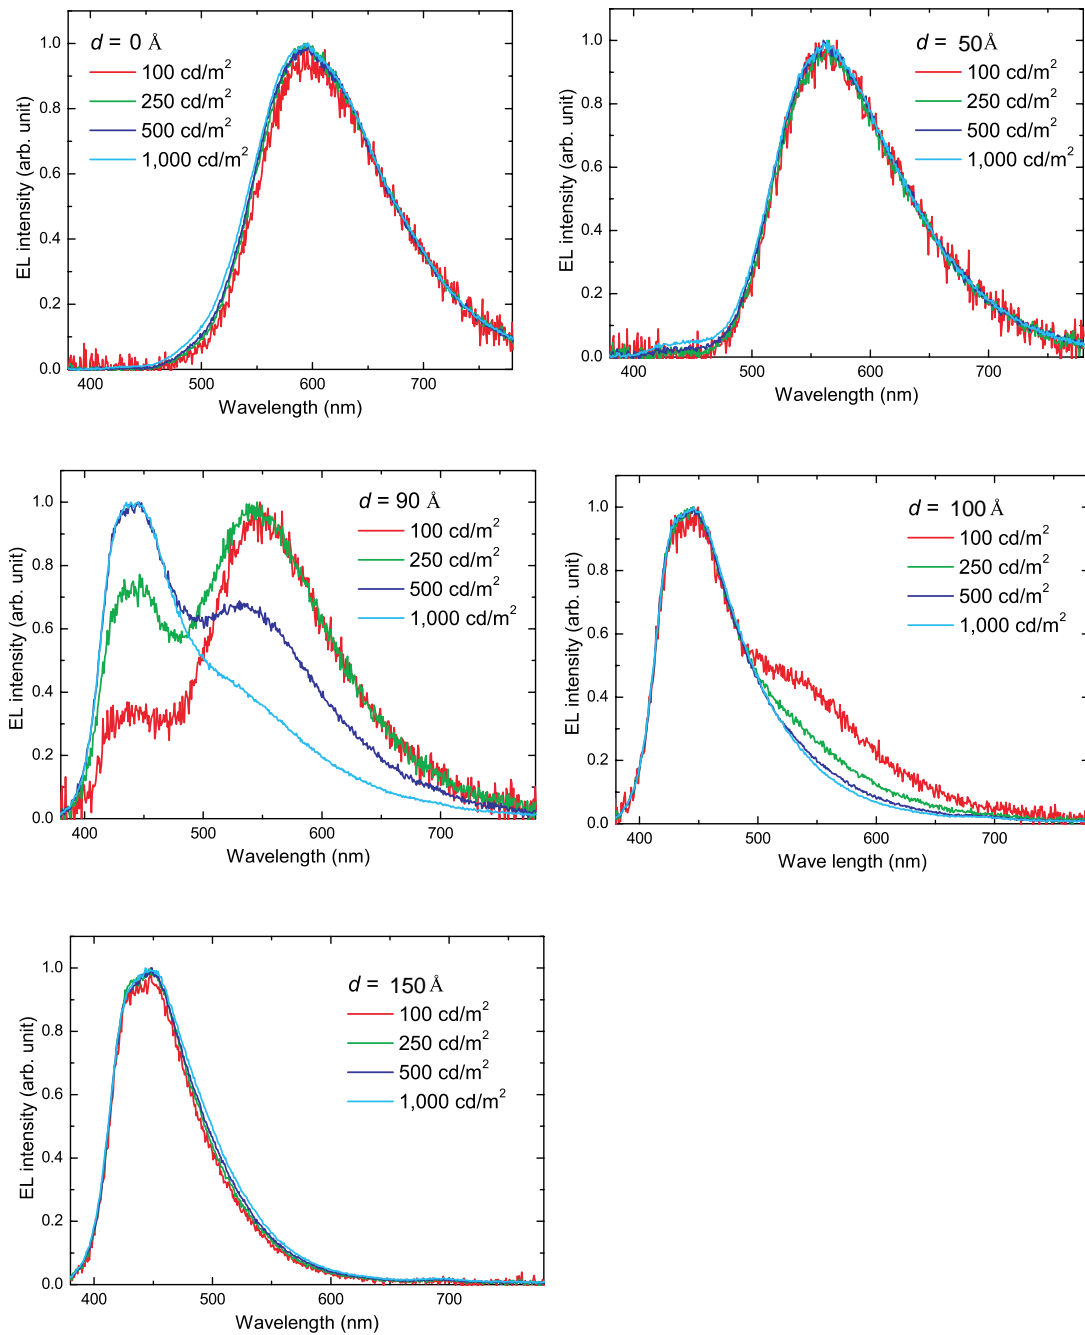 d = 0 Å
100 cd/m²
250 cd/m²
500 cd/m²
1,000 cd/m²
EL intensity (arb. unit)
1.0
0.8
0.6
0.4
0.2
0.0
400 500 600 700
Wavelength (nm)
d = 50Å
100 cd/m²
250 cd/m²
500 cd/m²
1,000 cd/m²
EL intensity (arb. unit)
1.0
0.8
0.6
0.4
0.2
0.0
400 500 600 700
Wavelength (nm)
d = 90 Å
100 cd/m²
250 cd/m²
500 cd/m²
1,000 cd/m²
EL intensity (arb. unit)
1.0
0.8
0.6
0.4
0.2
0.0
400 500 600 700
Wavelength (nm)
d = 100Å
100 cd/m²
250 cd/m²
500 cd/m²
1,000 cd/m²
EL intensity (arb. unit)
1.0
0.8
0.6
0.4
0.2
0.0
400 500 600 700
Wave length (nm)
d = 150 Å
100 cd/m²
250 cd/m²
500 cd/m²
1,000 cd/m²
EL intensity (arb. unit)
1.0
0.8
0.6
0.4
0.2
0.0
400 500 600 700
Wavelength (nm)